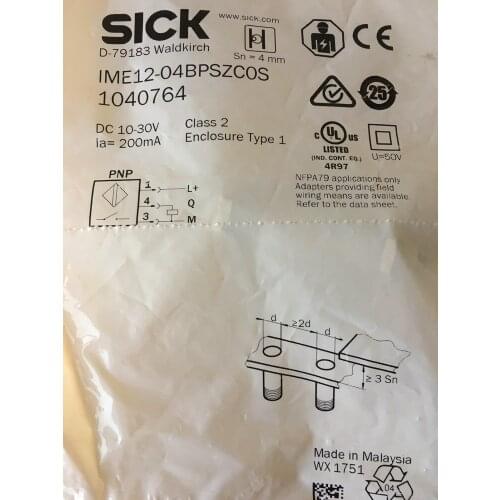 SICK
D-79183 Waldkirch
www.sick.com
Sn = 4 mm
IME12-04BPSZC0S
1040764
DC 10-30V
Ia= 200mA
Class 2
Enclosure Type 1
25
C UL US
LISTED
(IND. CONT. EQ.)
4R97
U=50V
NFPA79 applications only
Adapters providing field
wiring means are available.
Refer to the data sheet.
PNP
1 L+
4 Q
3 M
d ≥2d d
≥ 3 Sn
Made in Malaysia
WX 1751
04